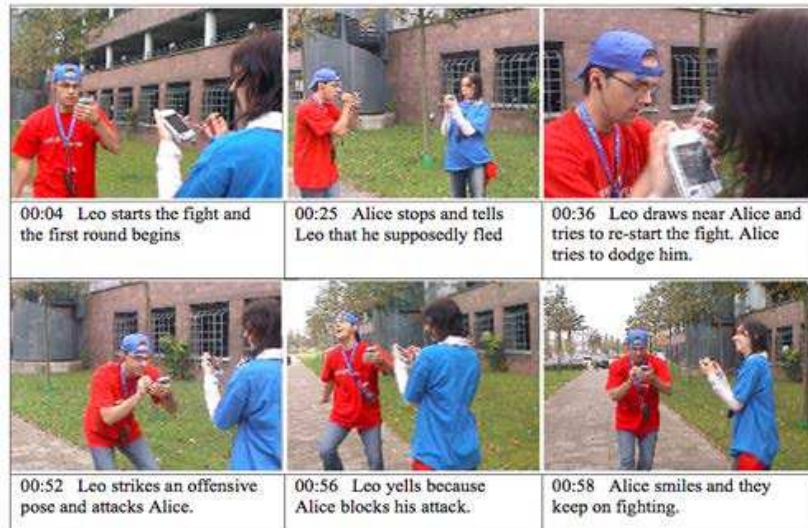 00:04 Leo starts the fight and
the first round begins
00:25 Alice stops and tells
Leo that he supposedly fled
00:36 Leo draws near Alice and
tries to re-start the fight. Alice
tries to dodge him.
00:52 Leo strikes an offensive
pose and attacks Alice.
00:56 Leo yells because
Alice blocks his attack.
00:58 Alice smiles and they
keep on fighting.